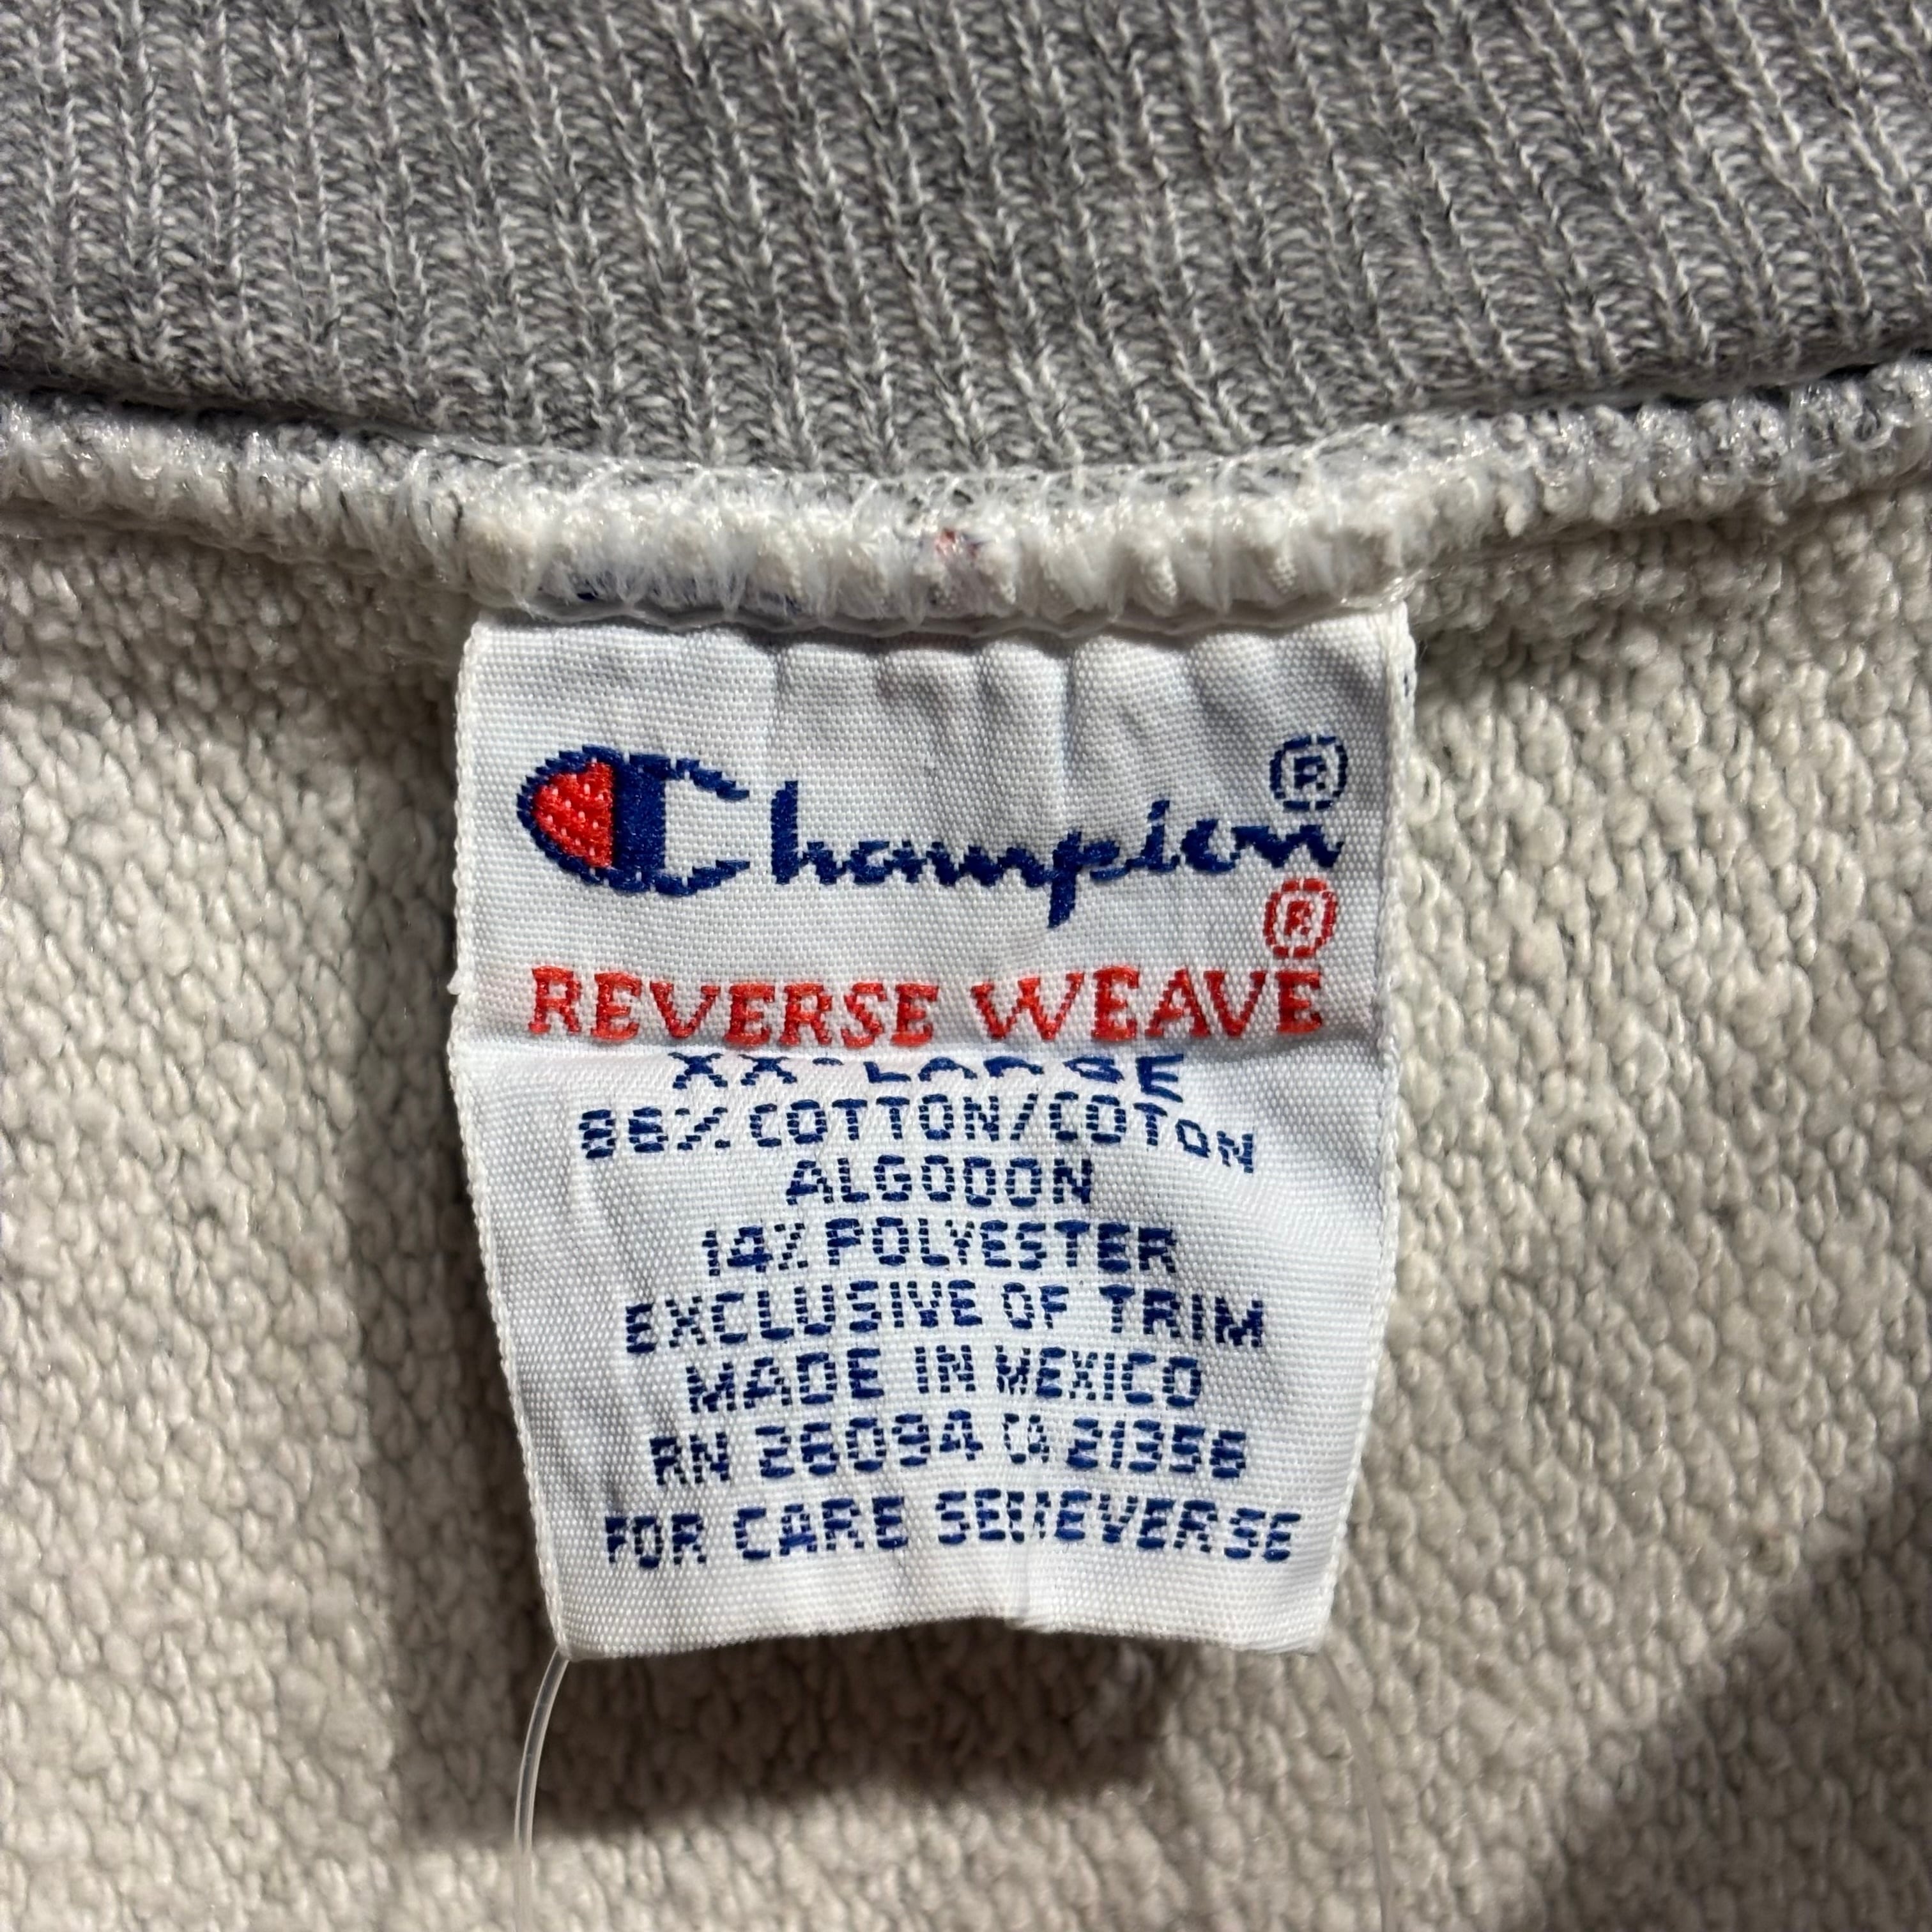 Champion®
®
REVERSE WEAVE
XX-LARGE
86% COTTON/COTON
ALGODON
14% POLYESTER
EXCLUSIVE OF TRIM
MADE IN MEXICO
RN 26094 CA 21356
FOR CARE SEE REVERSE